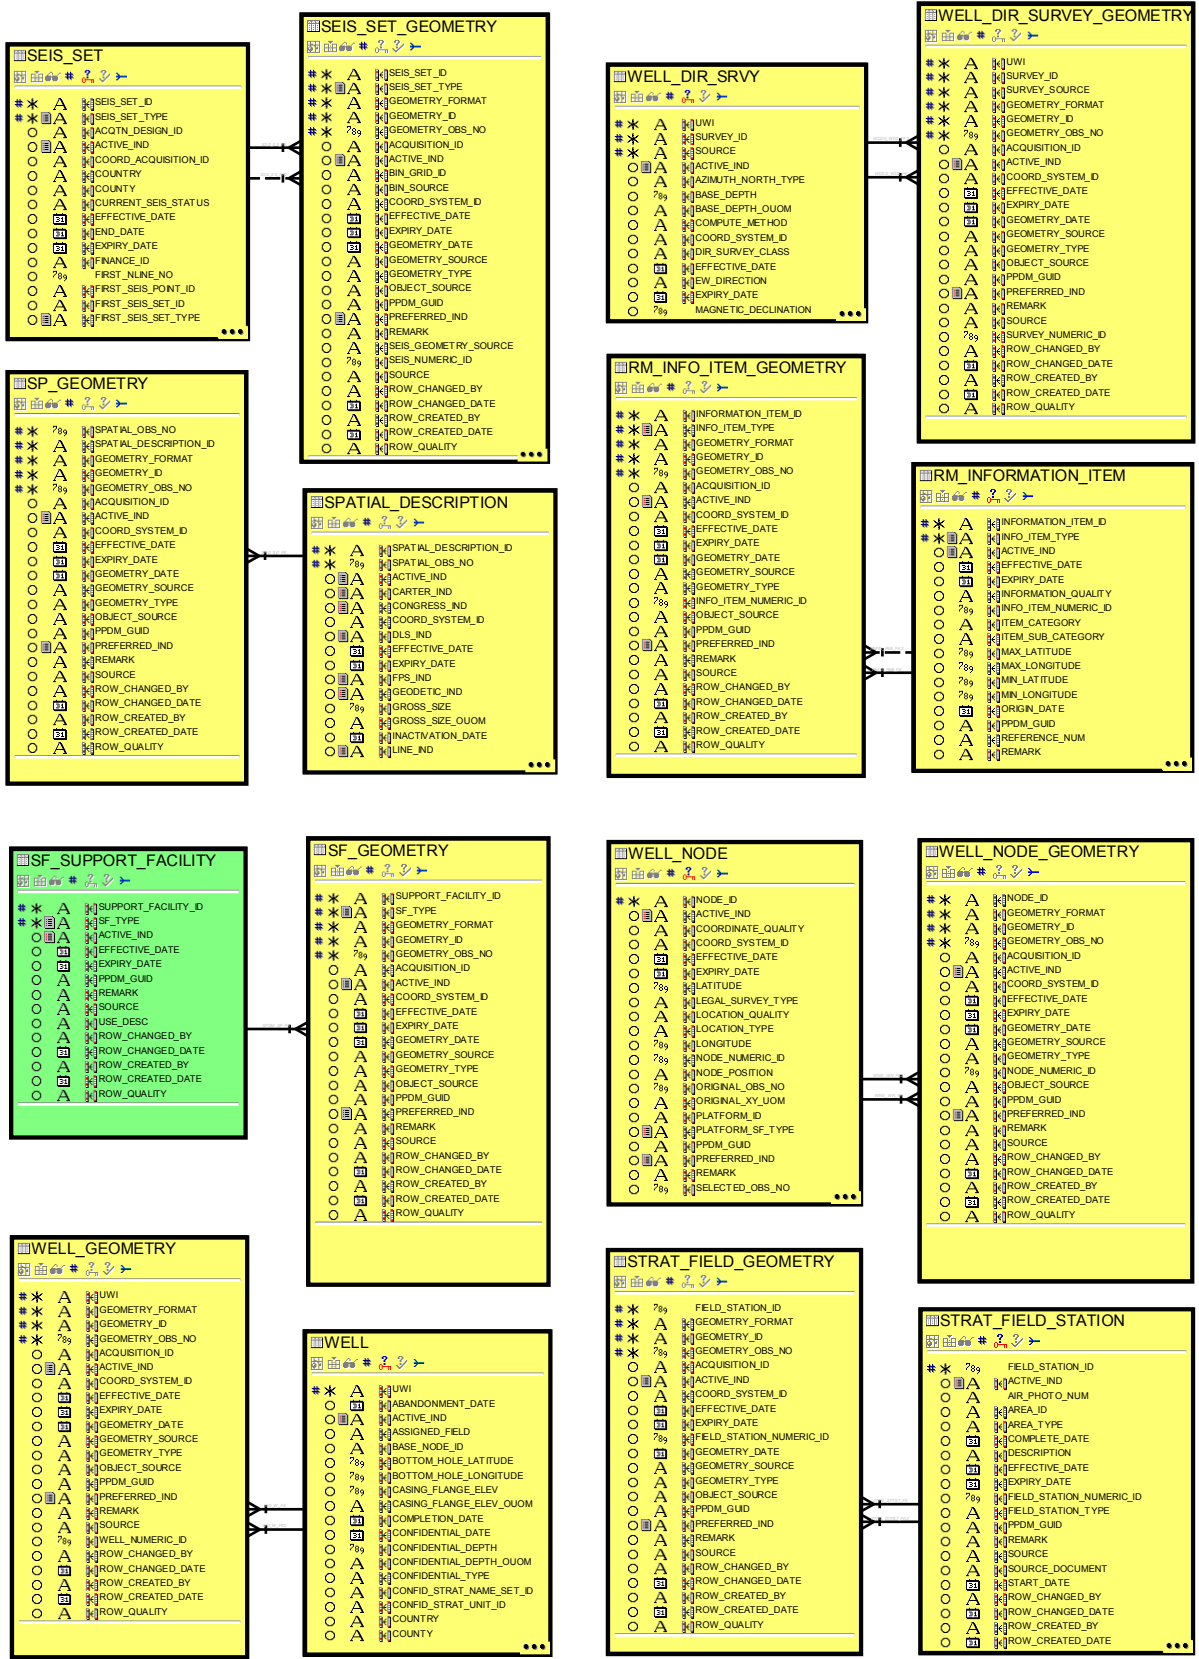 SEIS_SET
SEIS_SET_ID
SEIS_SET_TYPE
ACQTN_DESIGN_ID
ACTIVE_IND
COORD_ACQUISITION_ID
COUNTRY
COUNTY
CURRENT_SEIS_STATUS
EFFECTIVE_DATE
END_DATE
EXPIRY_DATE
FINANCE_ID
FIRST_NLINE_NO
FIRST_SEIS_POINT_ID
FIRST_SEIS_SET_ID
FIRST_SEIS_SET_TYPE
SEIS_SET_GEOMETRY
SEIS_SET_ID
SEIS_SET_TYPE
GEOMETRY_FORMAT
GEOMETRY_ID
GEOMETRY_OBS_NO
ACQUISITION_ID
ACTIVE_IND
BIN_GRID_ID
BIN_SOURCE
COORD_SYSTEM_ID
EFFECTIVE_DATE
EXPIRY_DATE
GEOMETRY_DATE
GEOMETRY_SOURCE
GEOMETRY_TYPE
OBJECT_SOURCE
PPDM_GUID
PREFERRED_IND
REMARK
SEIS_GEOMETRY_SOURCE
SEIS_NUMERIC_ID
SOURCE
ROW_CHANGED_BY
ROW_CHANGED_DATE
ROW_CREATED_BY
ROW_CREATED_DATE
ROW_QUALITY
WELL_DIR_SRVY
UWI
SURVEY_ID
SOURCE
ACTIVE_IND
AZIMUTH_NORTH_TYPE
BASE_DEPTH
BASE_DEPTH_OUOM
COMPUTE_METHOD
COORD_SYSTEM_ID
DIR_SURVEY_CLASS
EFFECTIVE_DATE
EW_DIRECTION
EXPIRY_DATE
MAGNETIC_DECLINATION
WELL_DIR_SURVEY_GEOMETRY
UWI
SURVEY_ID
SURVEY_SOURCE
GEOMETRY_FORMAT
GEOMETRY_ID
GEOMETRY_OBS_NO
ACQUISITION_ID
ACTIVE_IND
COORD_SYSTEM_ID
EFFECTIVE_DATE
EXPIRY_DATE
GEOMETRY_DATE
GEOMETRY_SOURCE
GEOMETRY_TYPE
OBJECT_SOURCE
PPDM_GUID
PREFERRED_IND
REMARK
SOURCE
SURVEY_NUMERIC_ID
ROW_CHANGED_BY
ROW_CHANGED_DATE
ROW_CREATED_BY
ROW_CREATED_DATE
ROW_QUALITY
SP_GEOMETRY
SPATIAL_OBS_NO
SPATIAL_DESCRIPTION_ID
GEOMETRY_FORMAT
GEOMETRY_ID
GEOMETRY_OBS_NO
ACQUISITION_ID
ACTIVE_IND
COORD_SYSTEM_ID
EFFECTIVE_DATE
EXPIRY_DATE
GEOMETRY_DATE
GEOMETRY_SOURCE
GEOMETRY_TYPE
OBJECT_SOURCE
PPDM_GUID
PREFERRED_IND
REMARK
SOURCE
ROW_CHANGED_BY
ROW_CHANGED_DATE
ROW_CREATED_BY
ROW_CREATED_DATE
ROW_QUALITY
SPATIAL_DESCRIPTION
SPATIAL_DESCRIPTION_ID
SPATIAL_OBS_NO
ACTIVE_IND
CARTER_IND
CONGRESS_IND
COORD_SYSTEM_ID
DLS_IND
EFFECTIVE_DATE
EXPIRY_DATE
FPS_IND
GEODETIC_IND
GROSS_SIZE
GROSS_SIZE_OUOM
INACTIVATION_DATE
LINE_IND
RM_INFO_ITEM_GEOMETRY
INFORMATION_ITEM_ID
INFO_ITEM_TYPE
GEOMETRY_FORMAT
GEOMETRY_ID
GEOMETRY_OBS_NO
ACQUISITION_ID
ACTIVE_IND
COORD_SYSTEM_ID
EFFECTIVE_DATE
EXPIRY_DATE
GEOMETRY_DATE
GEOMETRY_SOURCE
GEOMETRY_TYPE
INFO_ITEM_NUMERIC_ID
OBJECT_SOURCE
PPDM_GUID
PREFERRED_IND
REMARK
SOURCE
ROW_CHANGED_BY
ROW_CHANGED_DATE
ROW_CREATED_BY
ROW_CREATED_DATE
ROW_QUALITY
RM_INFORMATION_ITEM
INFORMATION_ITEM_ID
INFO_ITEM_TYPE
ACTIVE_IND
EFFECTIVE_DATE
EXPIRY_DATE
INFORMATION_QUALITY
INFO_ITEM_NUMERIC_ID
ITEM_CATEGORY
ITEM_SUB_CATEGORY
MAX_LATITUDE
MAX_LONGITUDE
MIN_LATITUDE
MIN_LONGITUDE
ORIGIN_DATE
PPDM_GUID
REFERENCE_NUM
REMARK
SF_SUPPORT_FACILITY
SUPPORT_FACILITY_ID
SF_TYPE
ACTIVE_IND
EFFECTIVE_DATE
EXPIRY_DATE
PPDM_GUID
REMARK
SOURCE
USE_DESC
ROW_CHANGED_BY
ROW_CHANGED_DATE
ROW_CREATED_BY
ROW_CREATED_DATE
ROW_QUALITY
SF_GEOMETRY
SUPPORT_FACILITY_ID
SF_TYPE
GEOMETRY_FORMAT
GEOMETRY_ID
GEOMETRY_OBS_NO
ACQUISITION_ID
ACTIVE_IND
COORD_SYSTEM_ID
EFFECTIVE_DATE
EXPIRY_DATE
GEOMETRY_DATE
GEOMETRY_SOURCE
GEOMETRY_TYPE
OBJECT_SOURCE
PPDM_GUID
PREFERRED_IND
REMARK
SOURCE
ROW_CHANGED_BY
ROW_CHANGED_DATE
ROW_CREATED_BY
ROW_CREATED_DATE
ROW_QUALITY
WELL_NODE
NODE_ID
ACTIVE_IND
COORDINATE_QUALITY
COORD_SYSTEM_ID
EFFECTIVE_DATE
EXPIRY_DATE
LATITUDE
LEGAL_SURVEY_TYPE
LOCATION_QUALITY
LOCATION_TYPE
LONGITUDE
NODE_NUMERIC_ID
NODE_POSITION
ORIGINAL_OBS_NO
ORIGINAL_XY_UOM
PLATFORM_ID
PLATFORM_SF_TYPE
PPDM_GUID
PREFERRED_IND
REMARK
SELECTED_OBS_NO
WELL_NODE_GEOMETRY
NODE_ID
GEOMETRY_FORMAT
GEOMETRY_ID
GEOMETRY_OBS_NO
ACQUISITION_ID
ACTIVE_IND
COORD_SYSTEM_ID
EFFECTIVE_DATE
EXPIRY_DATE
GEOMETRY_DATE
GEOMETRY_SOURCE
GEOMETRY_TYPE
NODE_NUMERIC_ID
OBJECT_SOURCE
PPDM_GUID
PREFERRED_IND
REMARK
SOURCE
ROW_CHANGED_BY
ROW_CHANGED_DATE
ROW_CREATED_BY
ROW_CREATED_DATE
ROW_QUALITY
WELL_GEOMETRY
UWI
GEOMETRY_FORMAT
GEOMETRY_ID
GEOMETRY_OBS_NO
ACQUISITION_ID
ACTIVE_IND
COORD_SYSTEM_ID
EFFECTIVE_DATE
EXPIRY_DATE
GEOMETRY_DATE
GEOMETRY_SOURCE
GEOMETRY_TYPE
OBJECT_SOURCE
PPDM_GUID
PREFERRED_IND
REMARK
SOURCE
WELL_NUMERIC_ID
ROW_CHANGED_BY
ROW_CHANGED_DATE
ROW_CREATED_BY
ROW_CREATED_DATE
ROW_QUALITY
WELL
UWI
ABANDONMENT_DATE
ACTIVE_IND
ASSIGNED_FIELD
BASE_NODE_ID
BOTTOM_HOLE_LATITUDE
BOTTOM_HOLE_LONGITUDE
CASING_FLANGE_ELEV
CASING_FLANGE_ELEV_OUOM
COMPLETION_DATE
CONFIDENTIAL_DATE
CONFIDENTIAL_DEPTH
CONFIDENTIAL_DEPTH_OUOM
CONFIDENTIAL_TYPE
CONFID_STRAT_NAME_SET_ID
CONFID_STRAT_UNIT_ID
COUNTRY
COUNTY
STRAT_FIELD_GEOMETRY
FIELD_STATION_ID
GEOMETRY_FORMAT
GEOMETRY_ID
GEOMETRY_OBS_NO
ACQUISITION_ID
ACTIVE_IND
COORD_SYSTEM_ID
EFFECTIVE_DATE
EXPIRY_DATE
FIELD_STATION_NUMERIC_ID
GEOMETRY_DATE
GEOMETRY_SOURCE
GEOMETRY_TYPE
OBJECT_SOURCE
PPDM_GUID
PREFERRED_IND
REMARK
SOURCE
ROW_CHANGED_BY
ROW_CHANGED_DATE
ROW_CREATED_BY
ROW_CREATED_DATE
ROW_QUALITY
STRAT_FIELD_STATION
FIELD_STATION_ID
ACTIVE_IND
AIR_PHOTO_NUM
AREA_ID
AREA_TYPE
COMPLETE_DATE
DESCRIPTION
EFFECTIVE_DATE
EXPIRY_DATE
FIELD_STATION_NUMERIC_ID
FIELD_STATION_TYPE
PPDM_GUID
REMARK
SOURCE
SOURCE_DOCUMENT
START_DATE
ROW_CHANGED_BY
ROW_CHANGED_DATE
ROW_CREATED_BY
ROW_CREATED_DATE